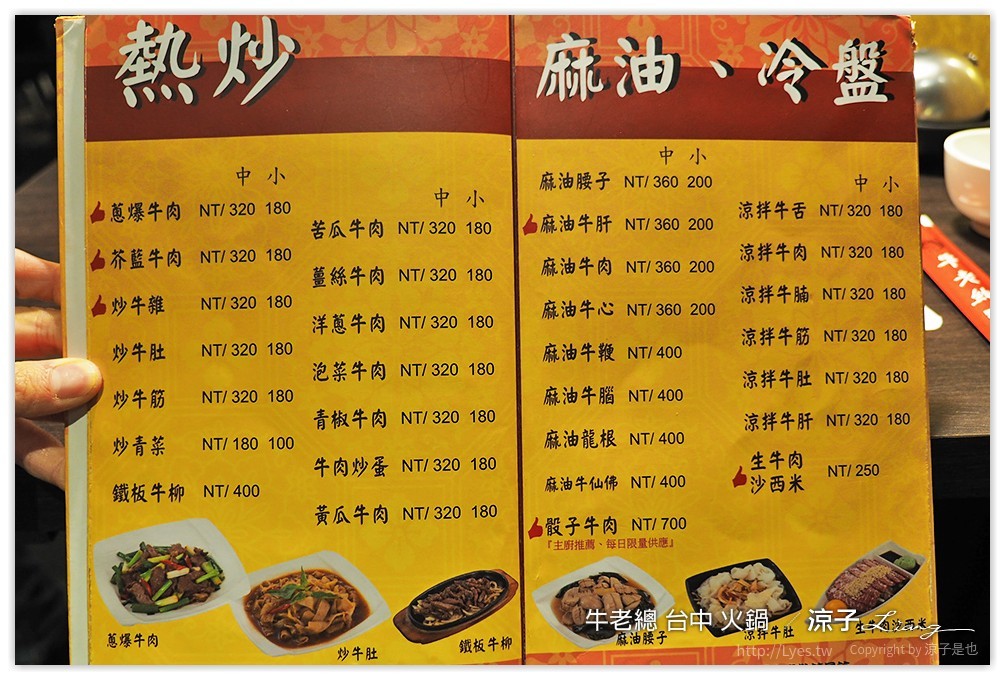 熱炒
中 小
蔥爆牛肉 NT/ 320 180
芥藍牛肉 NT/ 320 180
炒牛雜 NT/ 320 180
炒牛肚 NT/ 320 180
炒牛筋 NT/ 320 180
炒青菜 NT/ 180 100
鐵板牛柳 NT/ 400
中 小
苦瓜牛肉 NT/ 320 180
薑絲牛肉 NT/ 320 180
洋蔥牛肉 NT/ 320 180
泡菜牛肉 NT/ 320 180
青椒牛肉 NT/ 320 180
牛肉炒蛋 NT/ 320 180
黃瓜牛肉 NT/ 320 180
蔥爆牛肉
炒牛肚
鐵板牛柳
麻油、冷盤
中 小
麻油腰子 NT/ 360 200
麻油牛肝 NT/ 360 200
麻油牛肉 NT/ 360 200
麻油牛心 NT/ 360 200
麻油牛鞭 NT/ 400
麻油牛腦 NT/ 400
麻油龍根 NT/ 400
麻油牛仙佛 NT/ 400
骰子牛肉 NT/ 700
『主廚推薦、每日限量供應』
中 小
涼拌牛舌 NT/ 320 180
涼拌牛肉 NT/ 320 180
涼拌牛腩 NT/ 320 180
涼拌牛筋 NT/ 320 180
涼拌牛肚 NT/ 320 180
涼拌牛肝 NT/ 320 180
生牛肉
沙西米 NT/ 250
麻油腰子
涼拌牛肚
生牛肉沙西米
牛老總 台中 火鍋
涼子 Lyes
http://Lyes.tw
Copyright by 涼子是也